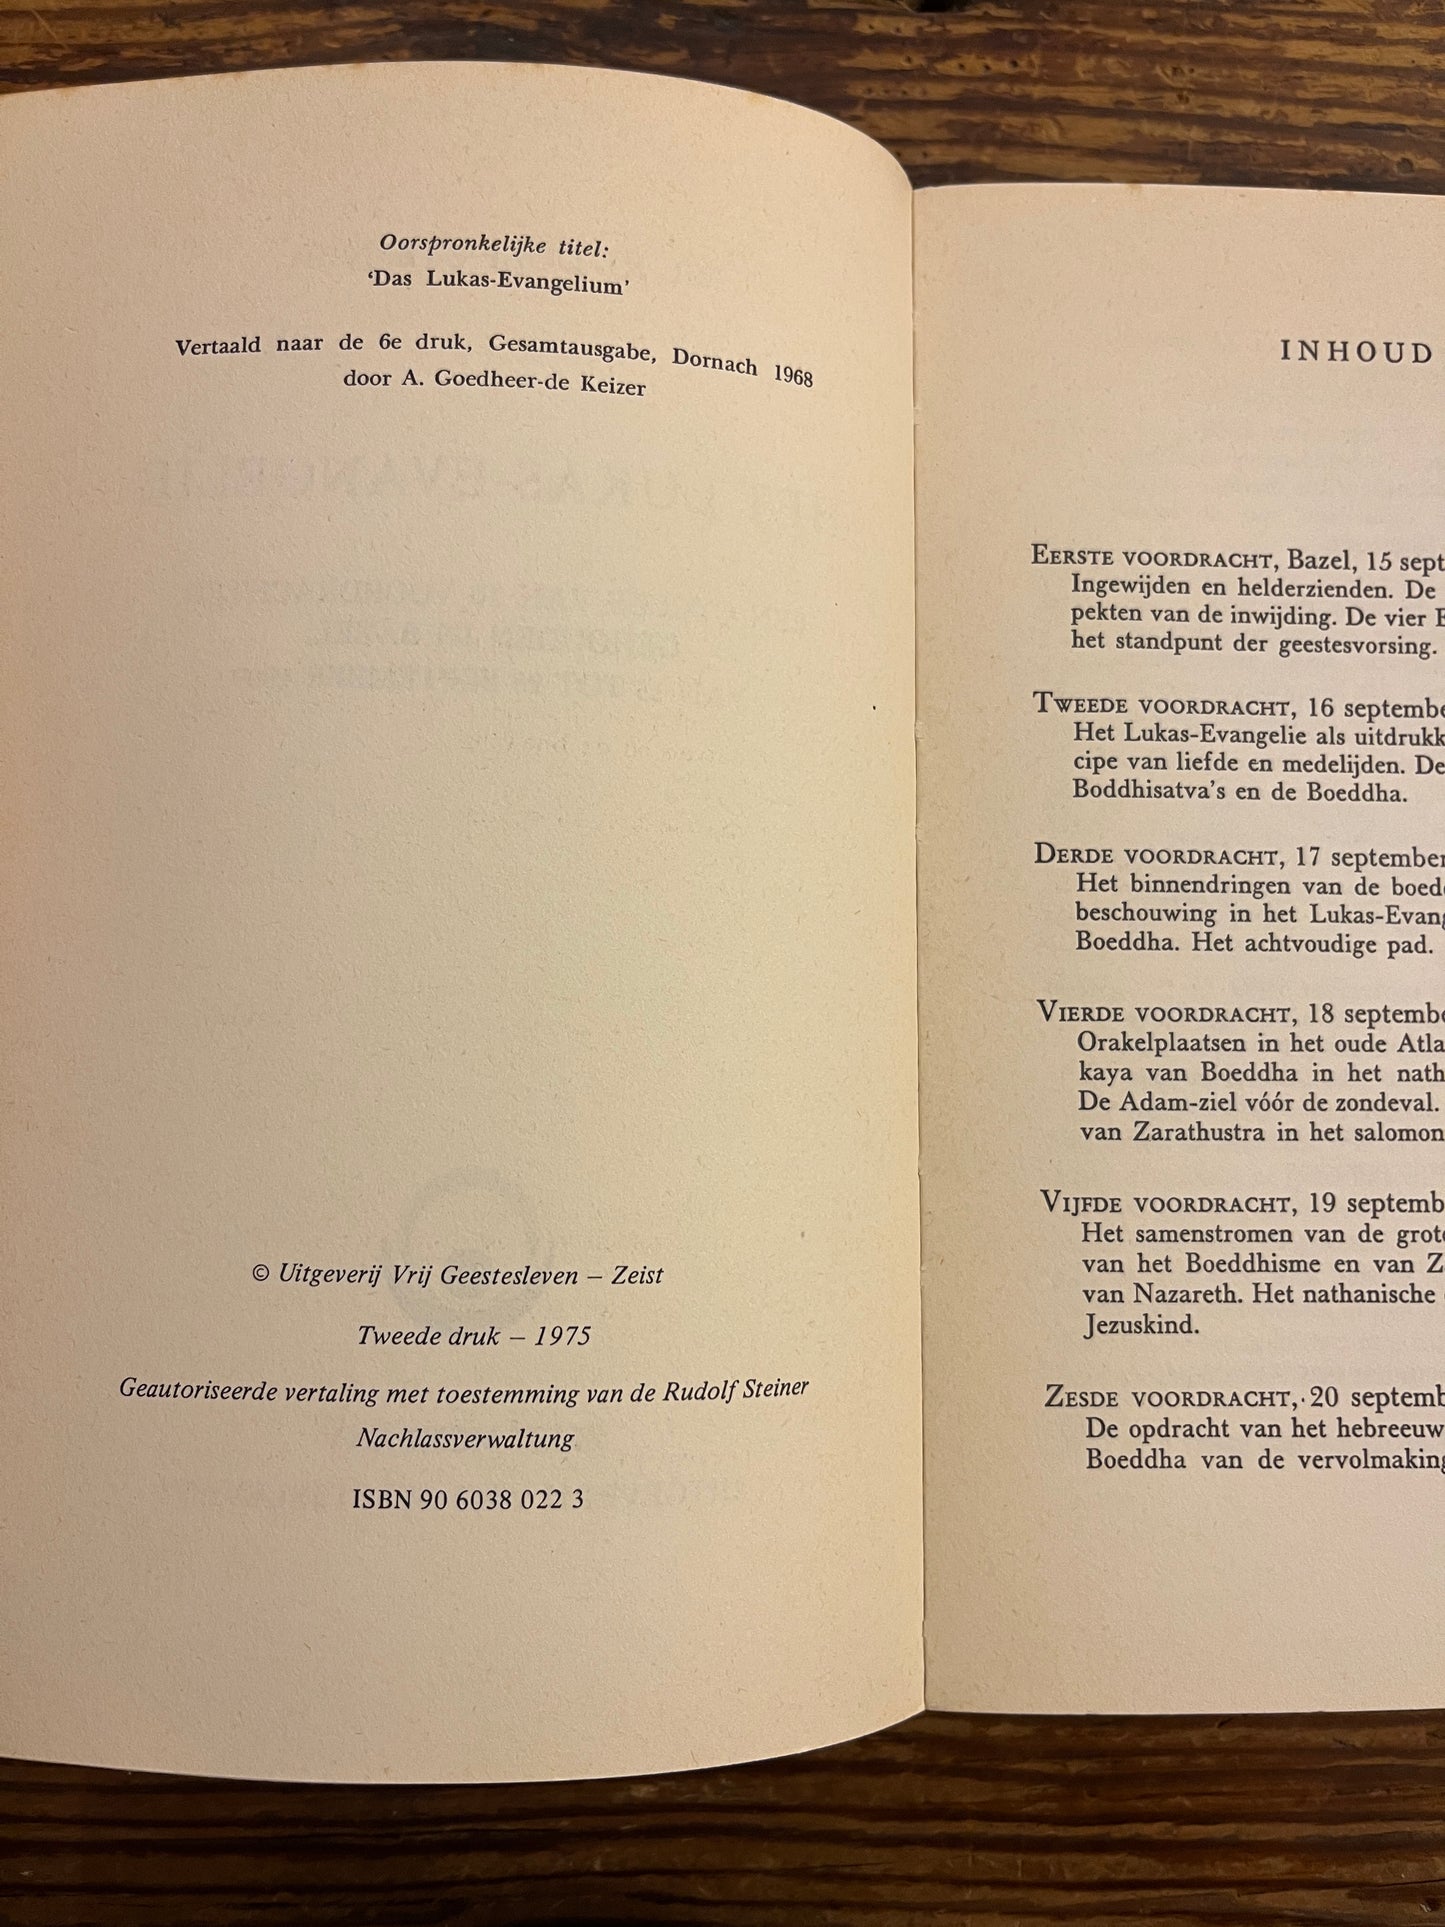 Oorspronkelijke titel:
‘Das Lukas-Evangelium’
Vertaald naar de 6e druk, Gesamtausgabe, Dornach 1968
door A. Goedheer-de Keizer
© Uitgeverij Vrij Geestesleven – Zeist
Tweede druk – 1975
Geautoriseerde vertaling met toestemming van de Rudolf Steiner
Nachlassverwaltung
ISBN 90 6038 022 3
INHOUD
EERSTE VOORDRACHT, Bazel, 15 sept
Ingewijden en helderzienden. De
pekten van de inwijding. De vier E
het standpunt der geestesvorsing.
TWEEDE VOORDRACHT, 16 septembe
Het Lukas-Evangelie als uitdrukk
cipe van liefde en medelijden. De
Boddhisatva's en de Boeddha.
DERDE VOORDRACHT, 17 september
Het binnendringen van de boedd
beschouwing in het Lukas-Evang
Boeddha. Het achtvoudige pad.
VIERDE VOORDRACHT, 18 septembe
Orakelplaatsen in het oude Atla
kaya van Boeddha in het nath
De Adam-ziel vóór de zondeval.
van Zarathustra in het salomon
VIJFDE VOORDRACHT, 19 septemb
Het samenstromen van de grote
van het Boeddhisme en van Z
van Nazareth. Het nathanische
Jezuskind.
ZESDE VOORDRACHT, 20 septemb
De opdracht van het hebreeuw
Boeddha van de vervolmaking